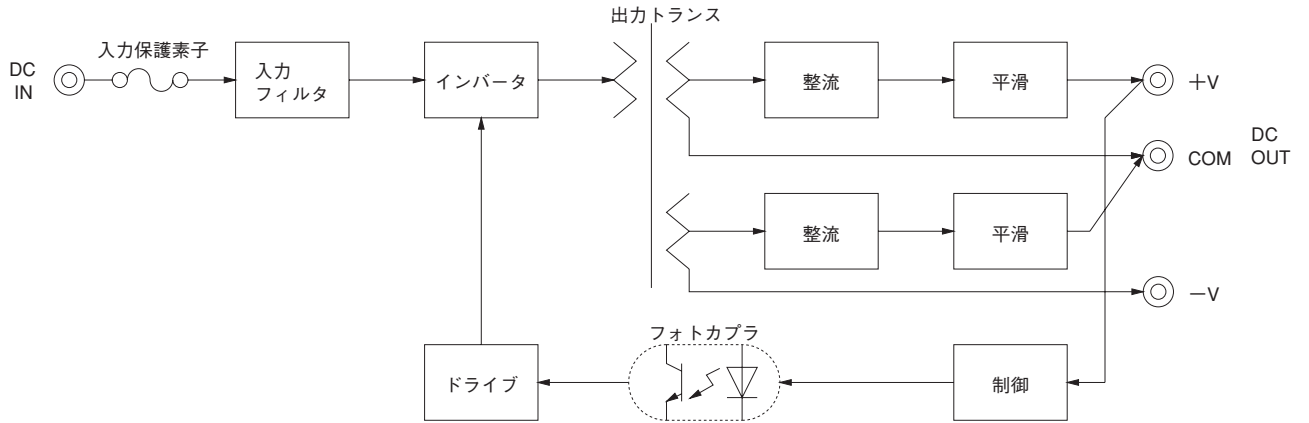 出力トランス
入力保護素子
DC
IN
入力
フィルタ
インバータ
整流
平滑
＋V
COM
DC
OUT
整流
平滑
－V
フォトカプラ
ドライブ
制御